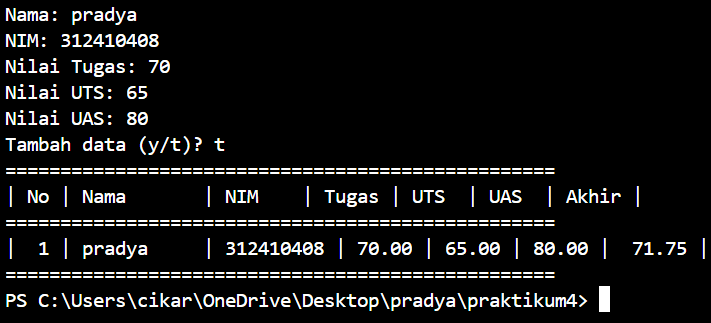 Nama: pradya
NIM: 312410408
Nilai Tugas: 70
Nilai UTS: 65
Nilai UAS: 80
Tambah data (y/t)? t
==================================================
| No | Nama       | NIM    | Tugas | UTS  | UAS   | Akhir |
==================================================
|  1 | pradya     | 312410408 | 70.00 | 65.00 | 80.00 |  71.75 |
==================================================
PS C:\Users\cikar\OneDrive\Desktop\pradya\praktikum4>